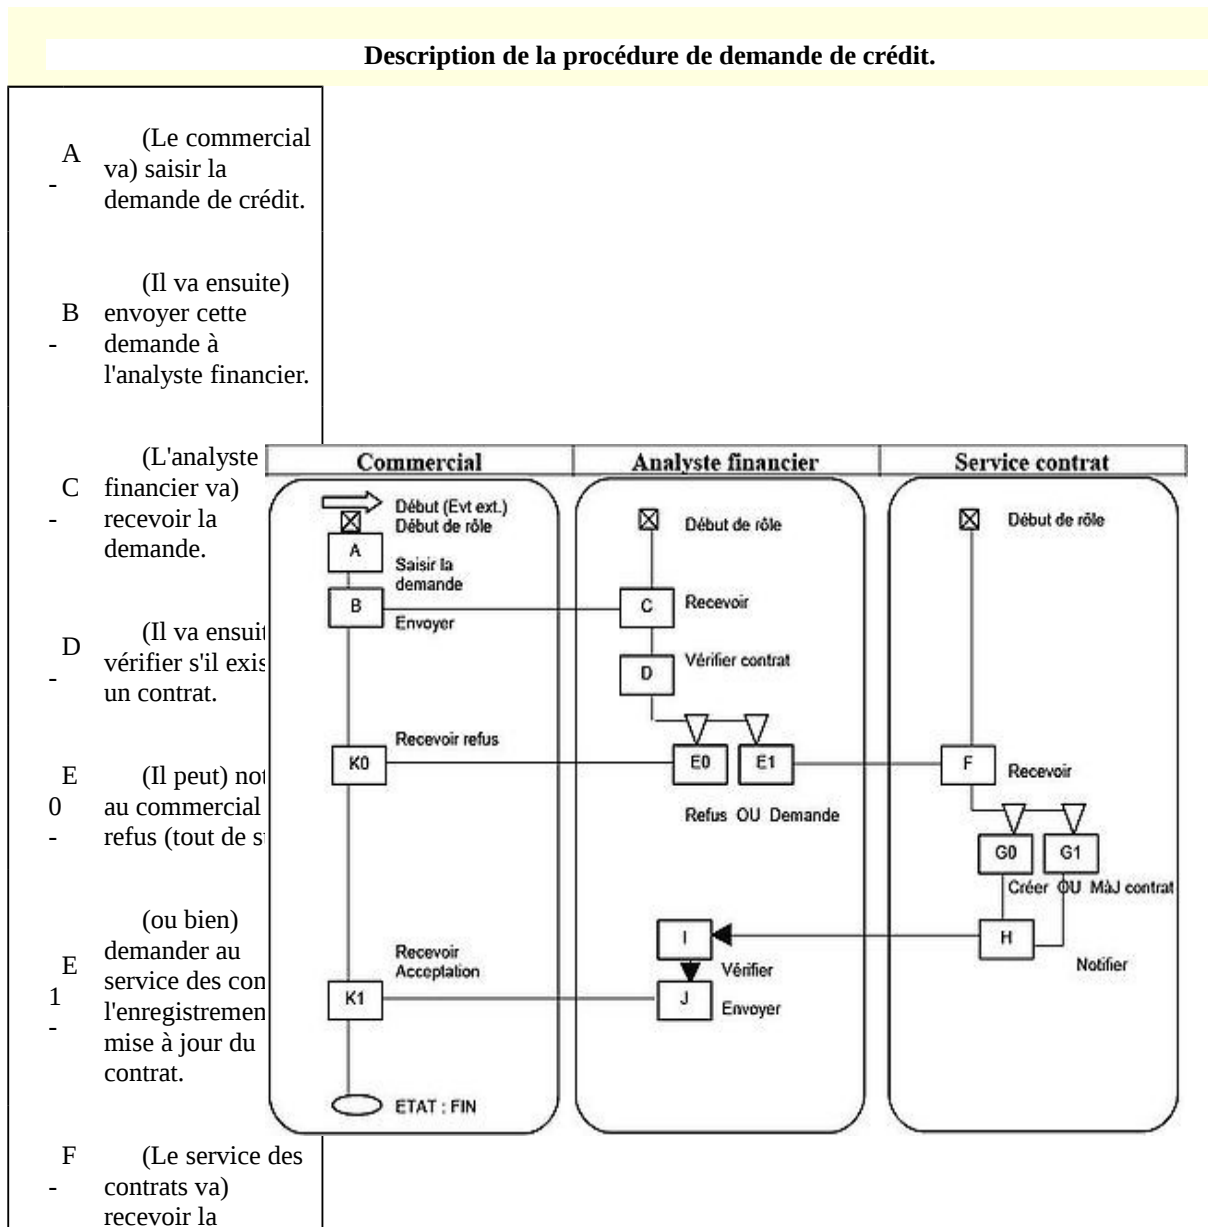 Description de la procédure de demande de crédit.
A
-
(Le commercial
va) saisir la
demande de crédit.
B
-
(Il va ensuite)
envoyer cette
demande à
l'analyste financier.
C
-
(L'analyste
financier va)
recevoir la
demande.
D
-
(Il va ensuit
vérifier s'il exis
un contrat.
E
0
-
(Il peut) not
au commercial
refus (tout de s
E
1
-
(ou bien)
demander au
service des con
l'enregistremen
mise à jour du
contrat.
F
-
(Le service des
contrats va)
recevoir la
Commercial
Début (Evt ext.)
Début de rôle
A
Saisir la
demande
B
Envoyer
Recevoir refus
K0
Recevoir
Acceptation
K1
ETAT : FIN
Analyste financier
Début de rôle
C
Recevoir
Vérifier contrat
D
E0
E1
Refus OU Demande
I
Vérifier
J
Envoyer
Service contrat
Début de rôle
F
Recevoir
G0
G1
Créer OU MàJ contrat
H
Notifier